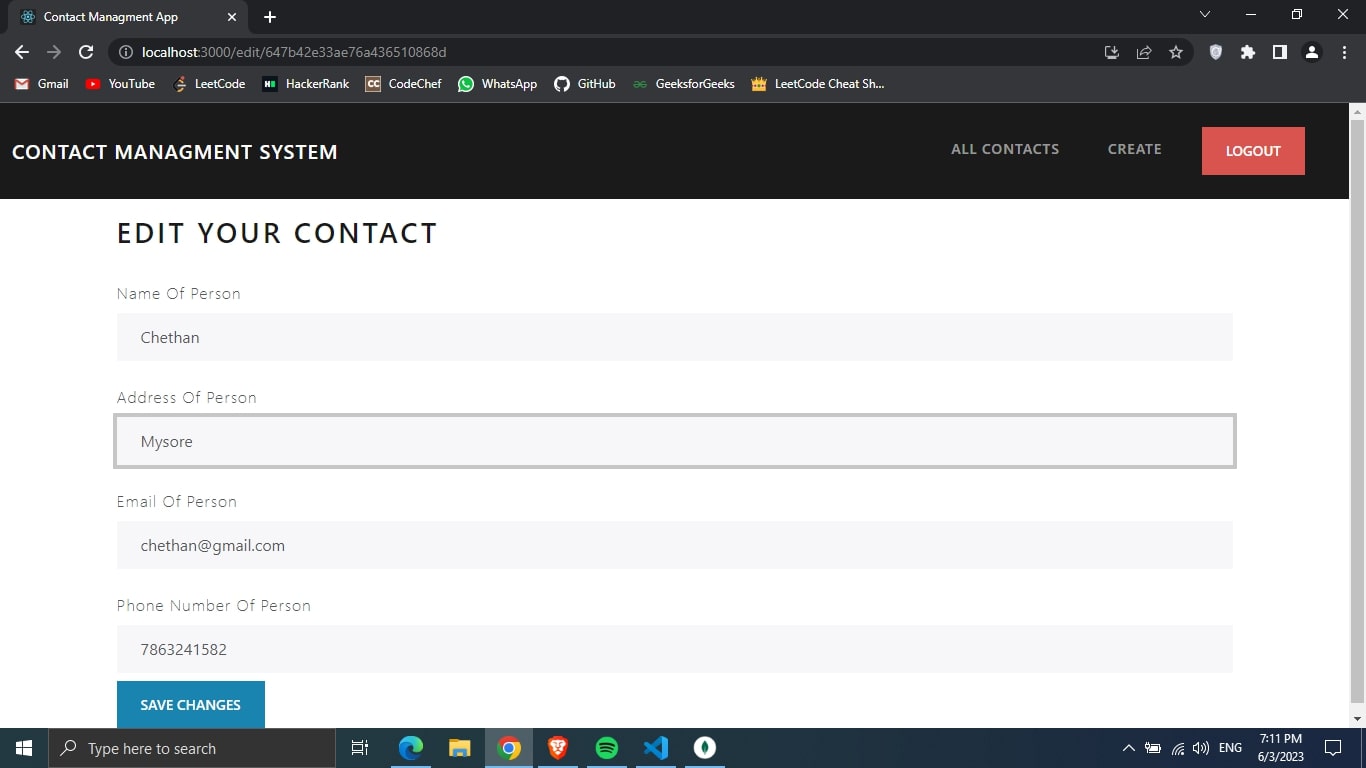 Contact Managment App
localhost:3000/edit/647b42e33ae76a436510868d
Gmail YouTube LeetCode HackerRank CodeChef WhatsApp GitHub GeeksforGeeks LeetCode Cheat Sh...
CONTACT MANAGMENT SYSTEM ALL CONTACTS CREATE LOGOUT
EDIT YOUR CONTACT
Name Of Person
Chethan
Address Of Person
Mysore
Email Of Person
chethan@gmail.com
Phone Number Of Person
7863241582
SAVE CHANGES
Type here to search
ENG
7:11 PM
6/3/2023